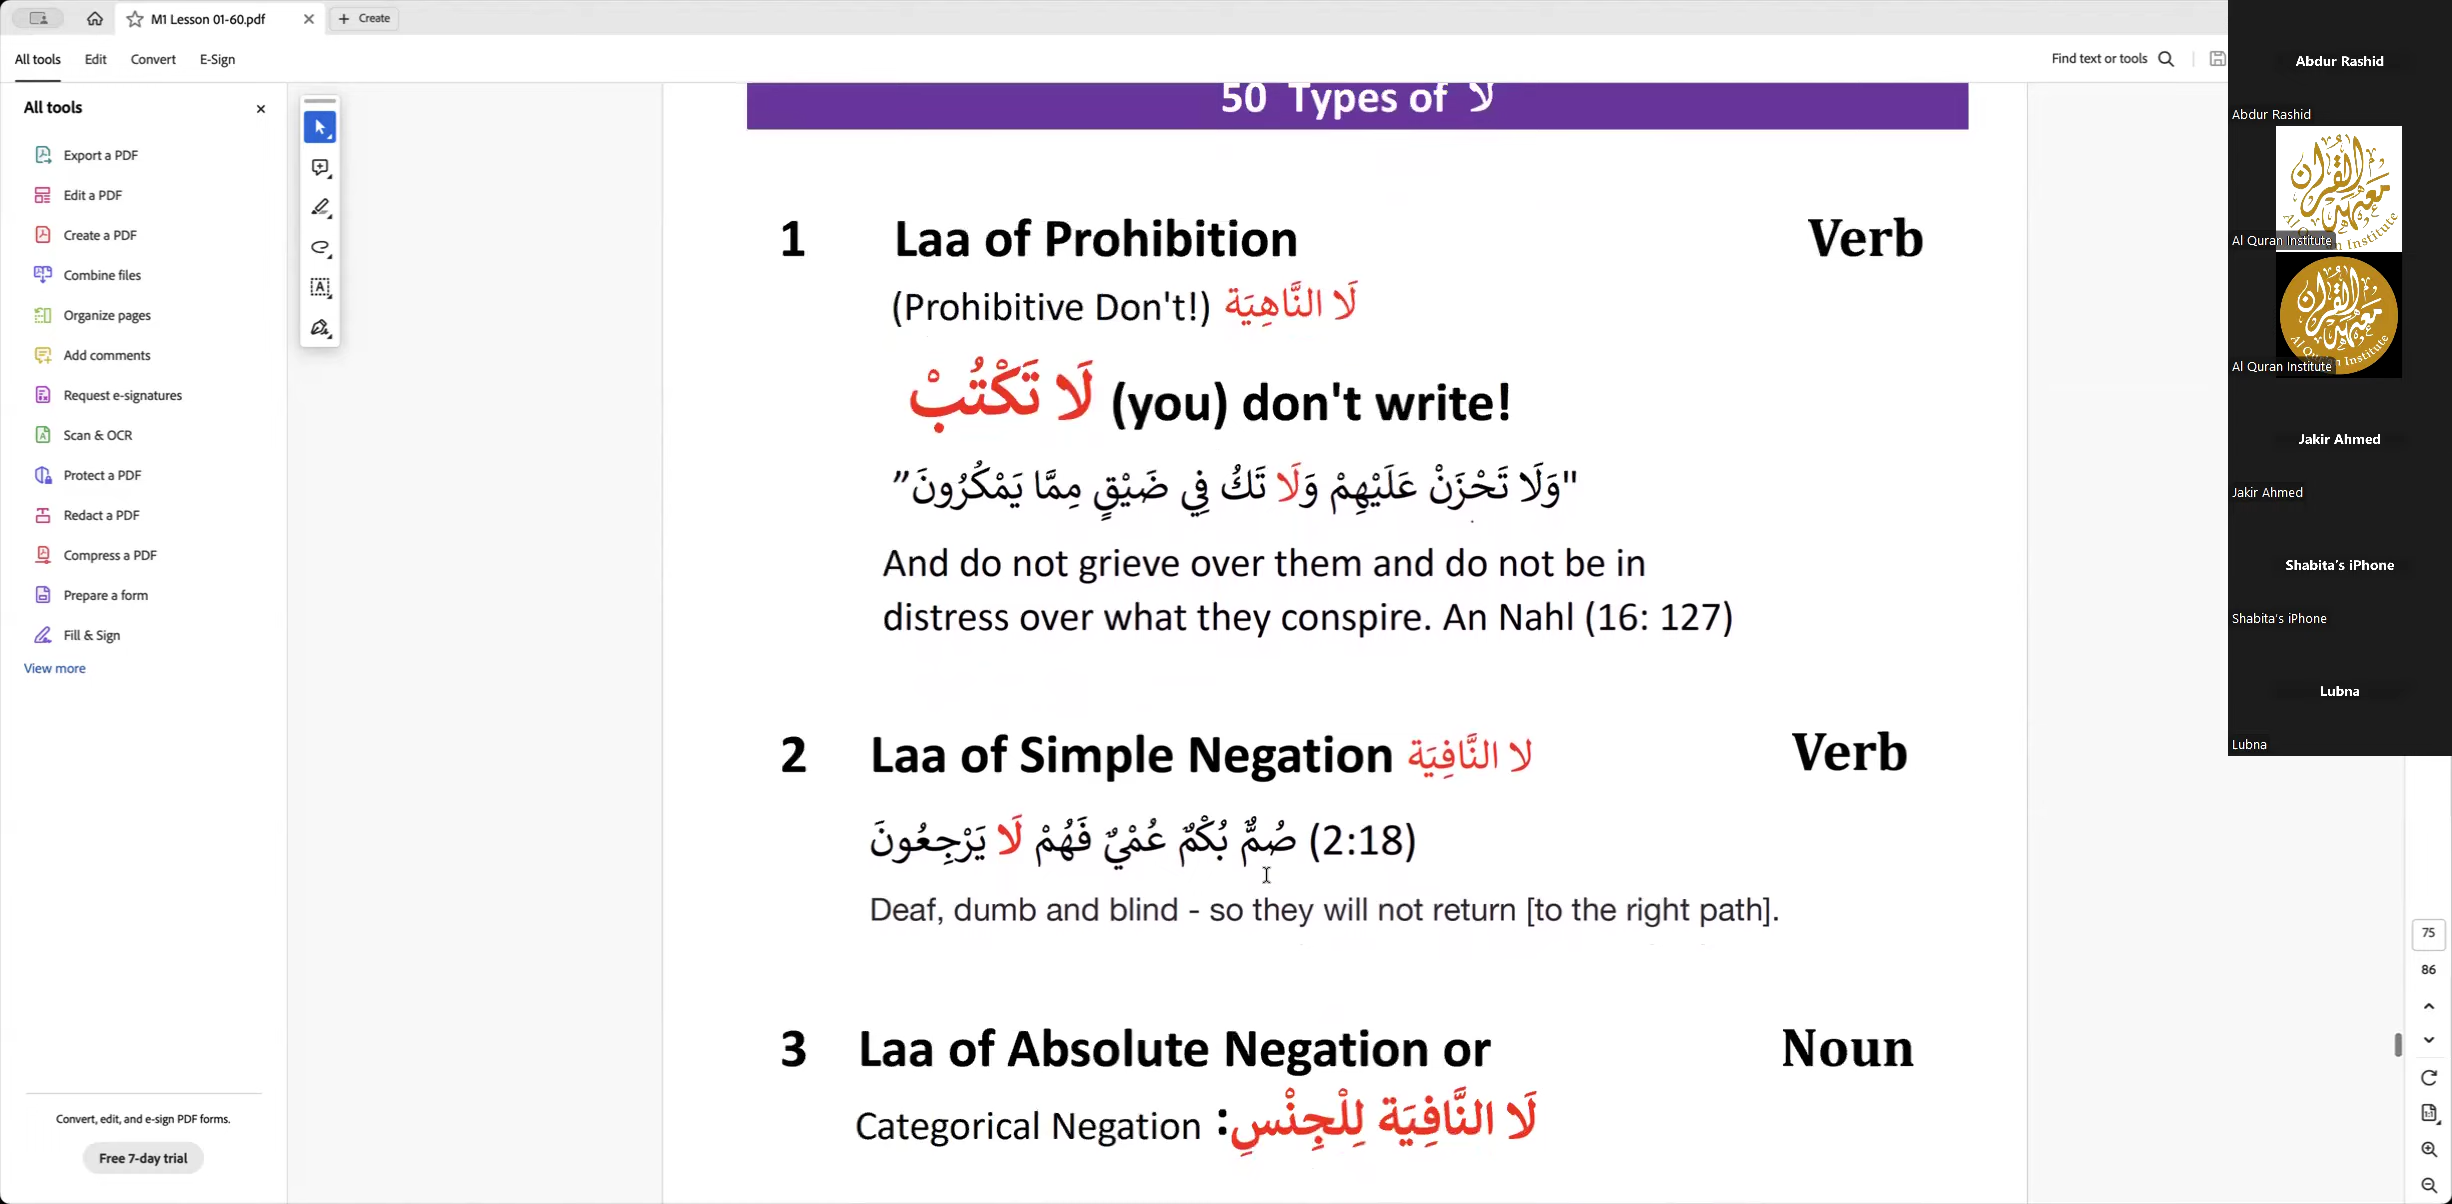 M1 Lesson 01-60.pdf
Create
All tools
Edit
Convert
E-Sign
Find text or tools
All tools
Export a PDF
Edit a PDF
Create a PDF
Combine files
Organize pages
Add comments
Request e-signatures
Scan & OCR
Protect a PDF
Redact a PDF
Compress a PDF
Prepare a form
Fill & Sign
View more
Convert, edit, and e-sign PDF forms.
Free 7-day trial
50 Types of لا
1 Laa of Prohibition Verb
(Prohibitive Don't!) لَا النَّاهِيَة
لَا تَكْتُبْ (you) don't write!
"وَلَا تَحْزَنْ عَلَيْهِمْ وَلَا تَكُ فِي ضَيْقٍ مِمَّا يَمْكُرُونَ"
And do not grieve over them and do not be in
distress over what they conspire. An Nahl (16: 127)
2 Laa of Simple Negation لا النَّافِيَة Verb
صُمٌّ بُكْمٌ عُمْيٌ فَهُمْ لَا يَرْجِعُونَ (2:18)
Deaf, dumb and blind - so they will not return [to the right path].
3 Laa of Absolute Negation or Noun
Categorical Negation :لَا النَّافِيَة لِلْجِنْسِ
Abdur Rashid
Abdur Rashid
معهد القرآن
Al Quran Institute
معهد القرآن
Al Quran Institute
Al Quran Institute
Jakir Ahmed
Jakir Ahmed
Shabita's iPhone
Shabita's iPhone
Lubna
Lubna
75
86